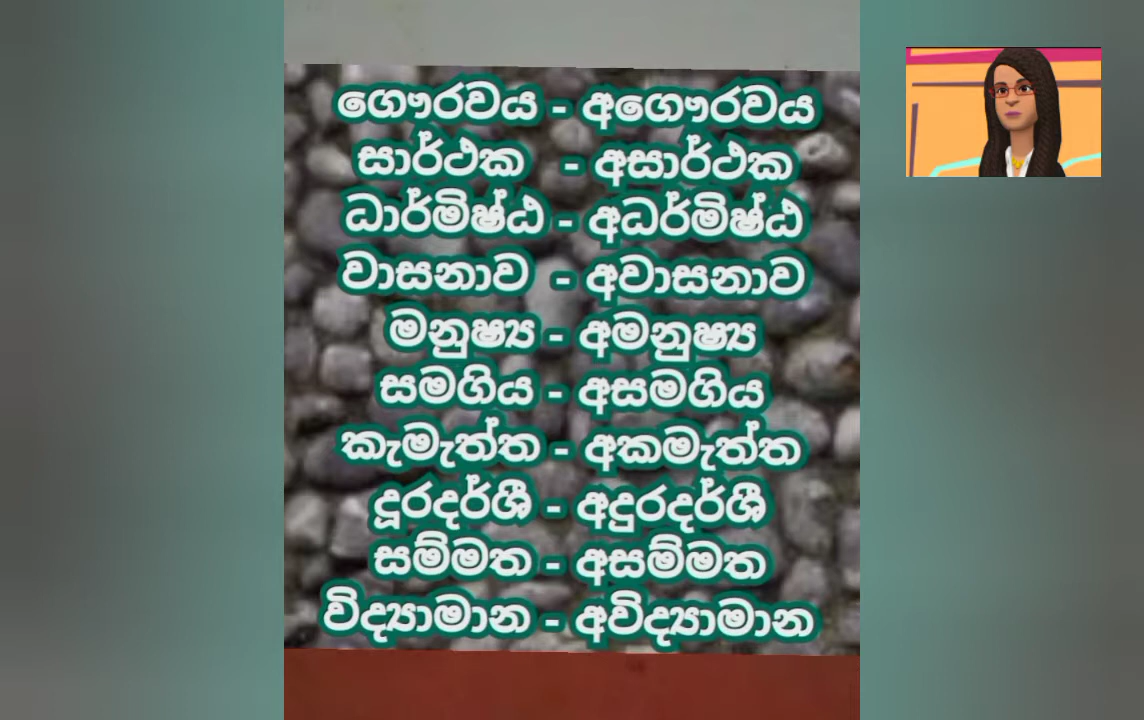 ගෞරවය - අගෞරවය
සාර්ථක - අසාර්ථක
ධාර්මිෂ්ඨ - අධර්මිෂ්ඨ
වාසනාව - අවාසනාව
මනුෂ්‍ය - අමනුෂ්‍ය
සමගිය - අසමගිය
කැමැත්ත - අකමැත්ත
දූරදර්ශී - අදුරදර්ශී
සම්මත - අසම්මත
විද්‍යාමාන - අවිද්‍යාමාන